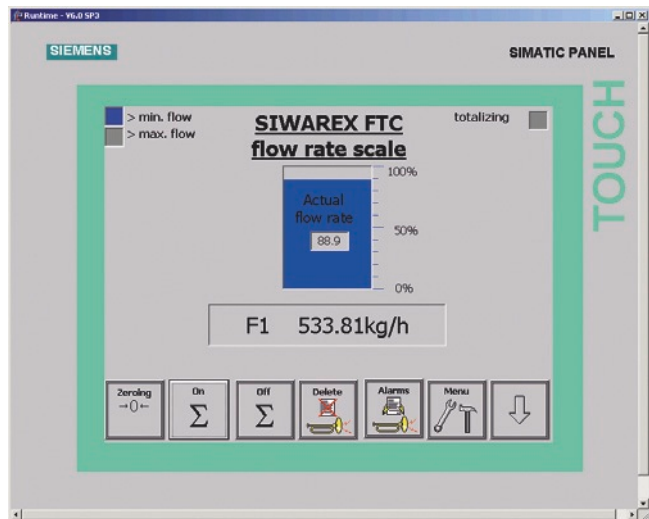 Runtime - V6.0 SP3
SIEMENS
SIMATIC PANEL
TOUCH
> min. flow
> max. flow
SIWAREX FTC
flow rate scale
totalizing
100%
Actual
flow rate
88.9
50%
0%
F1 533.81kg/h
Zeroing
→0←
On
Σ
Off
Σ
Delete
Alarms
Menu